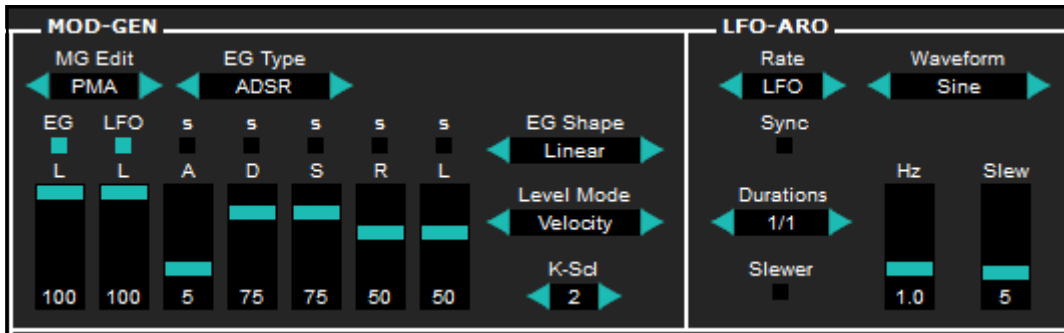 MOD-GEN
MG Edit EG Type
PMA ADSR
EG LFO s s s s s
L L A D S R L
100 100 5 75 75 50 50
EG Shape
Linear
Level Mode
Velocity
K-Scl
2
LFO-ARO
Rate Waveform
LFO Sine
Sync
Durations
1/1
Slewer
Hz Slew
1.0 5